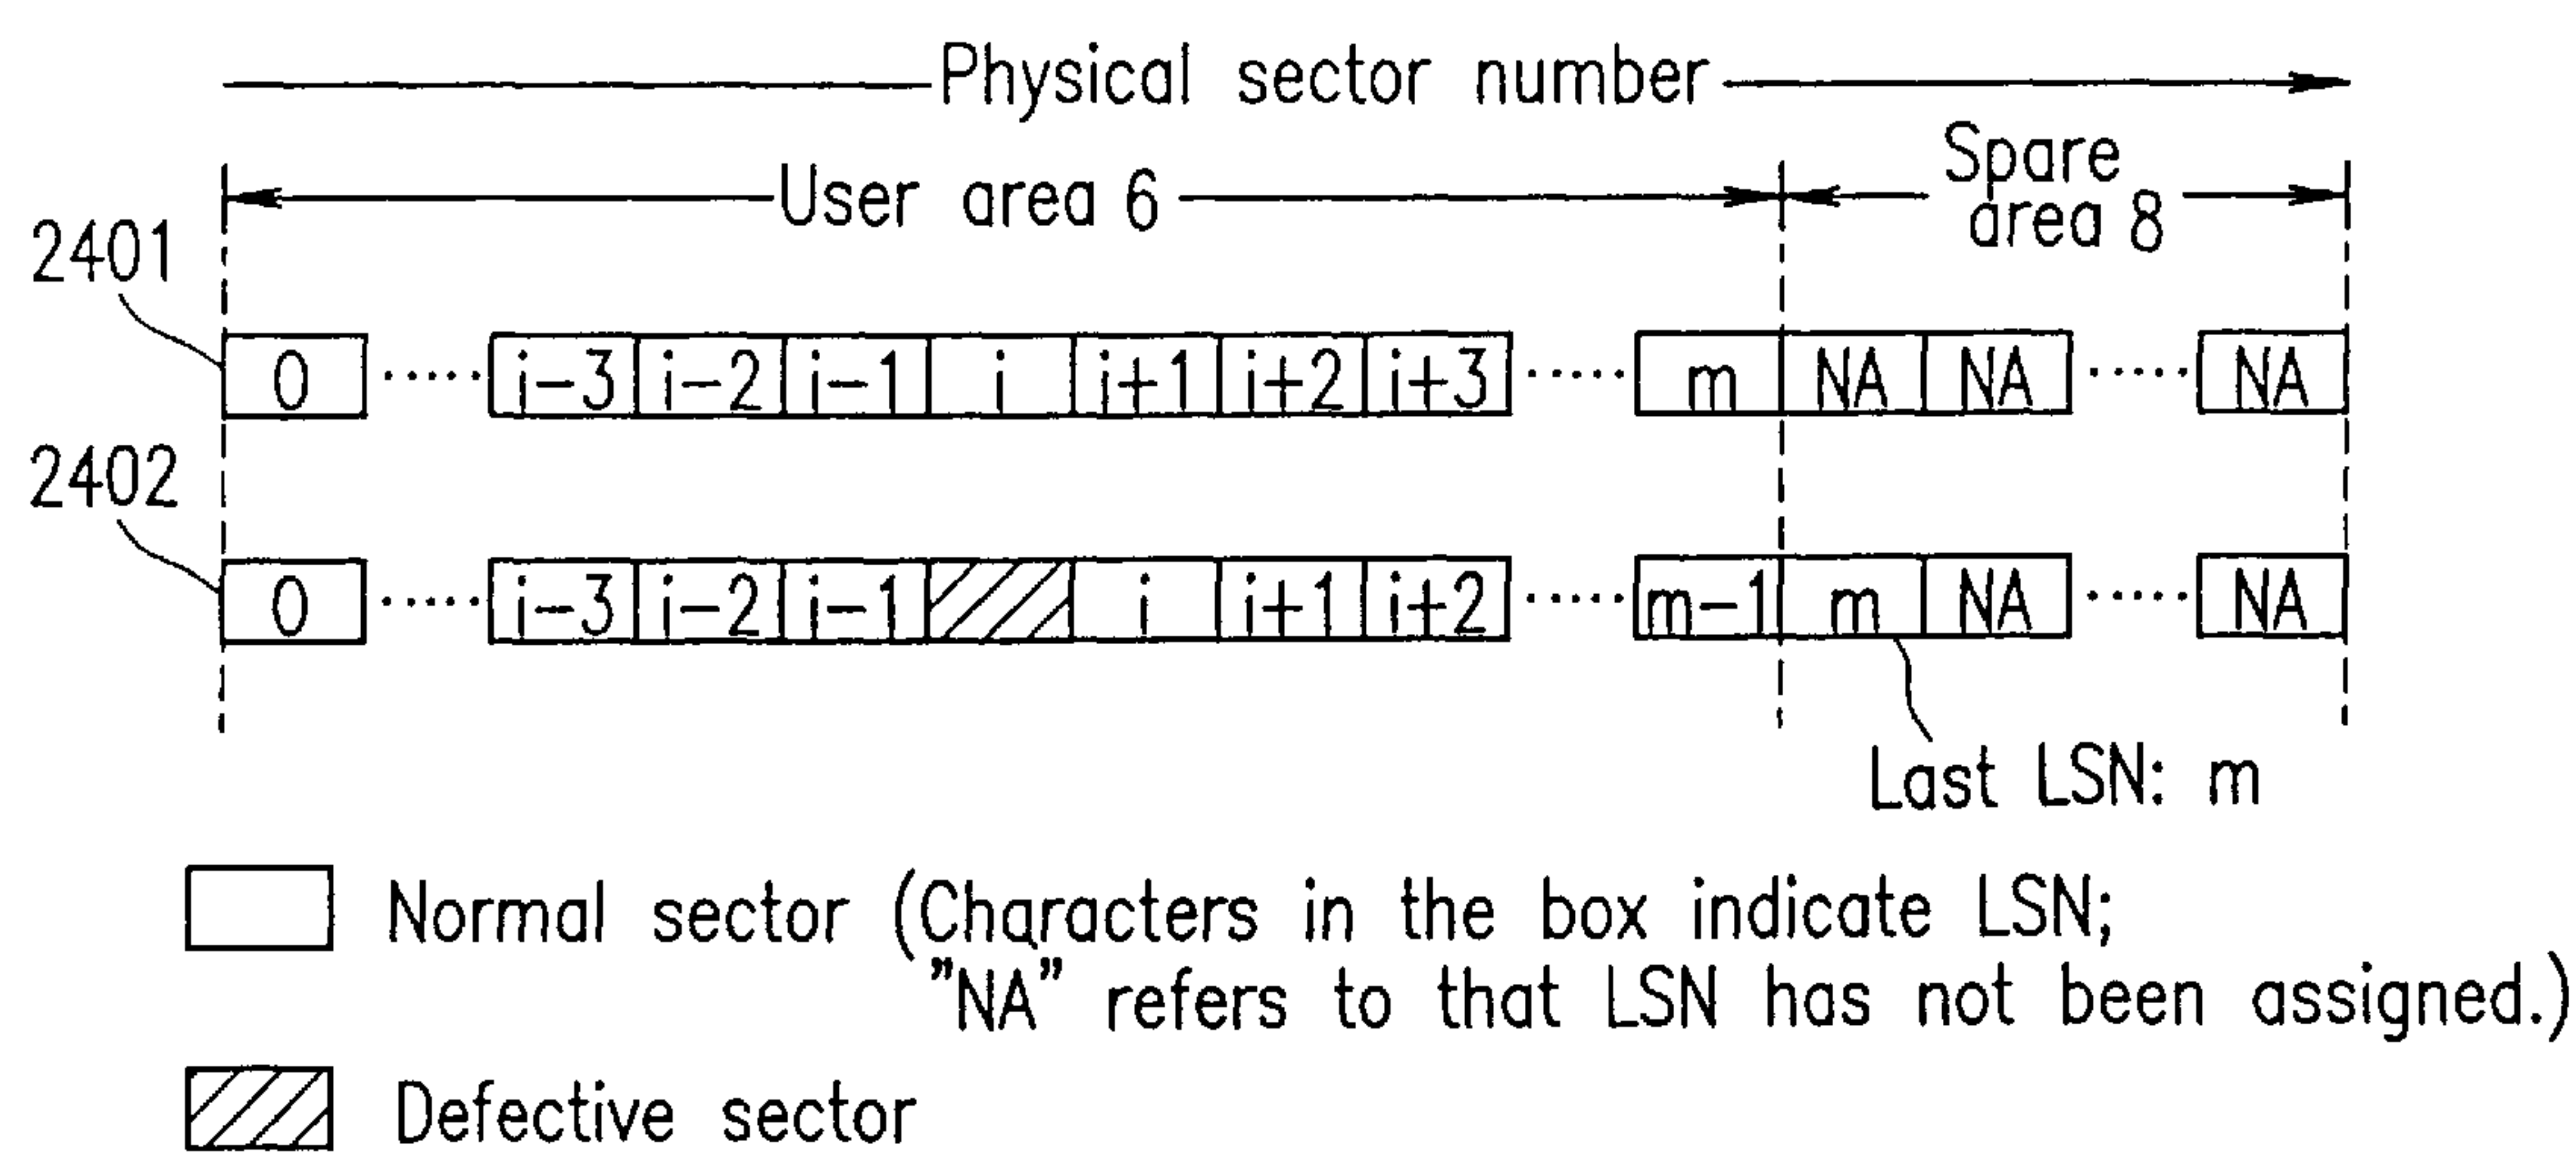 Physical sector number
User area 6
Spare
area 8
2401
0 ..... i-3 i-2 i-1 i i+1 i+2 i+3 ..... m NA NA ..... NA
2402
0 ..... i-3 i-2 i-1 i i+1 i+2 ..... m-1 m NA ..... NA
Last LSN: m
Normal sector (Characters in the box indicate LSN;
"NA" refers to that LSN has not been assigned.)
Defective sector